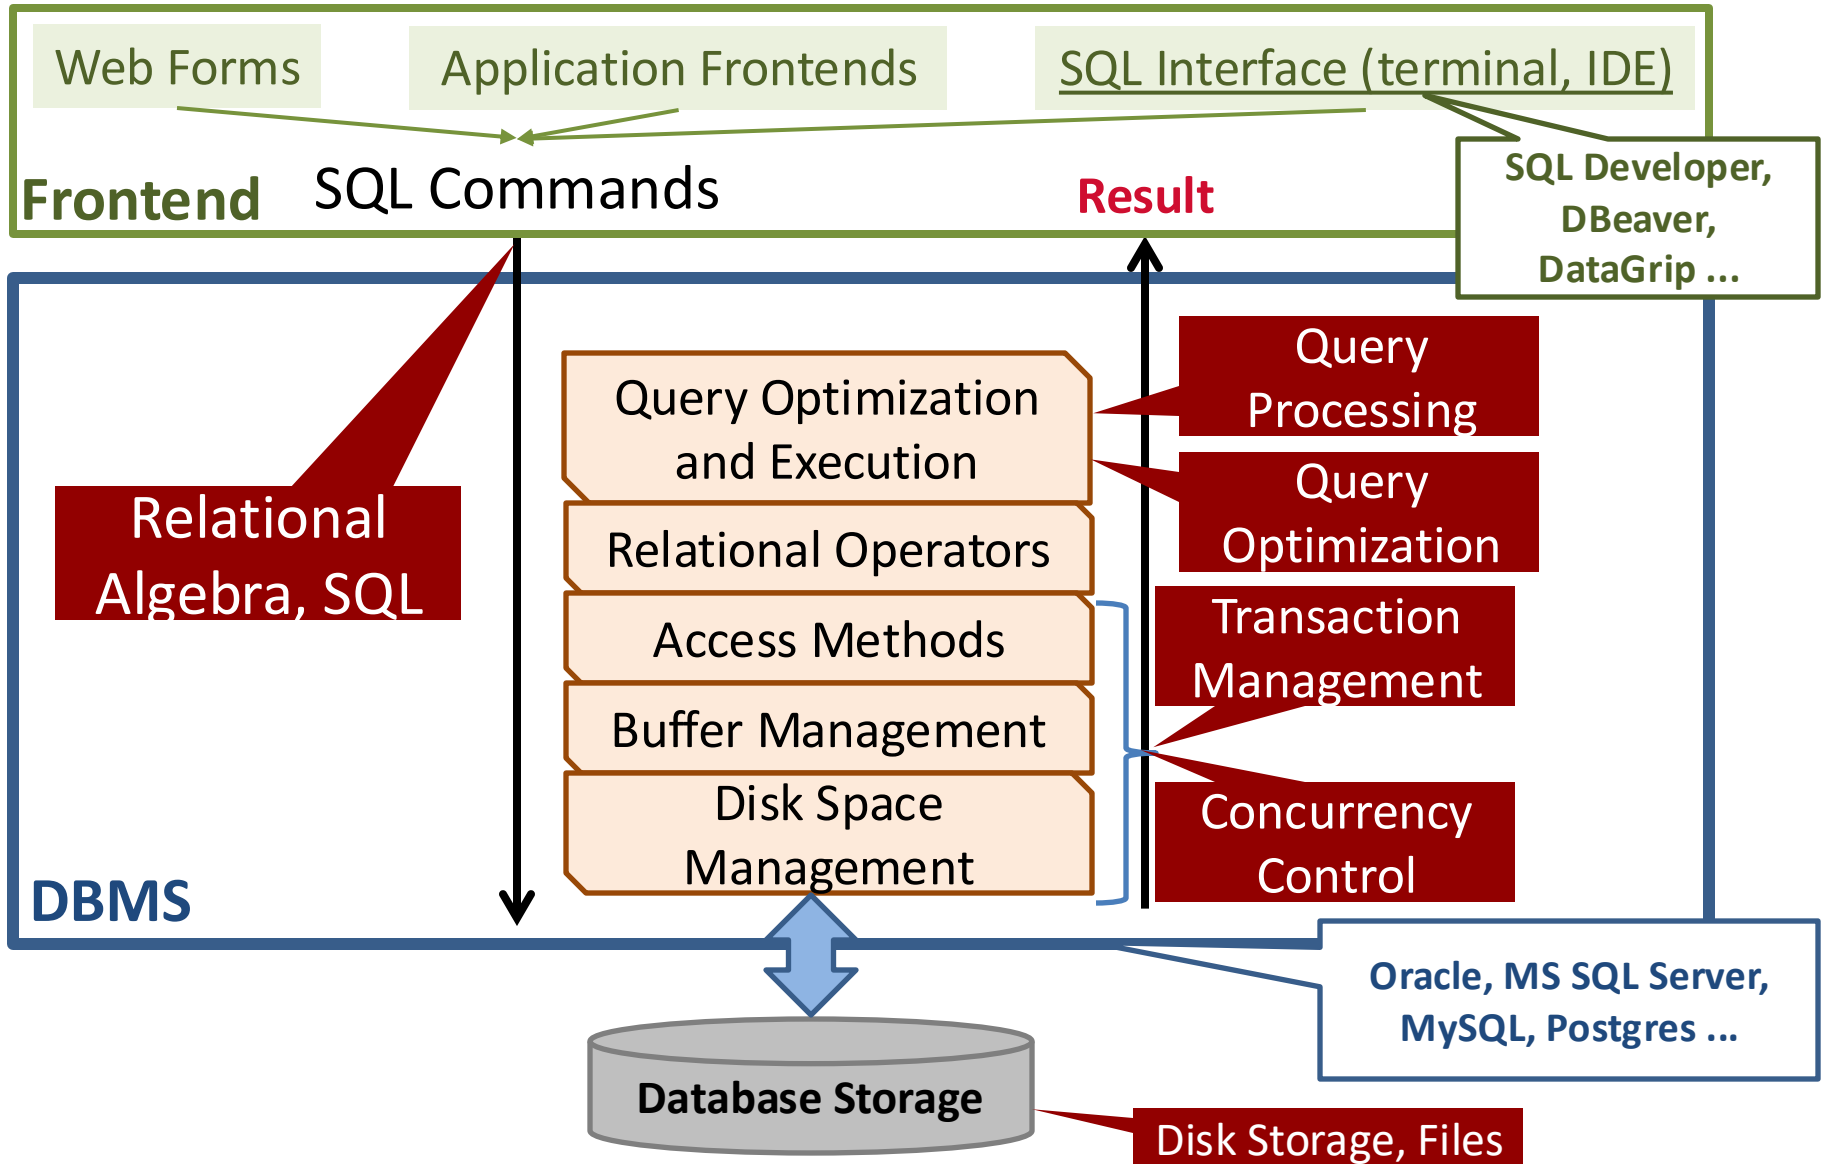 Web Forms
Application Frontends
SQL Interface (terminal, IDE)
Frontend
SQL Commands
Result
SQL Developer,
DBeaver,
DataGrip ...
Query Optimization
and Execution
Relational Operators
Access Methods
Buffer Management
Disk Space
Management
Relational
Algebra, SQL
Query
Processing
Query
Optimization
Transaction
Management
Concurrency
Control
DBMS
Oracle, MS SQL Server,
MySQL, Postgres ...
Database Storage
Disk Storage, Files